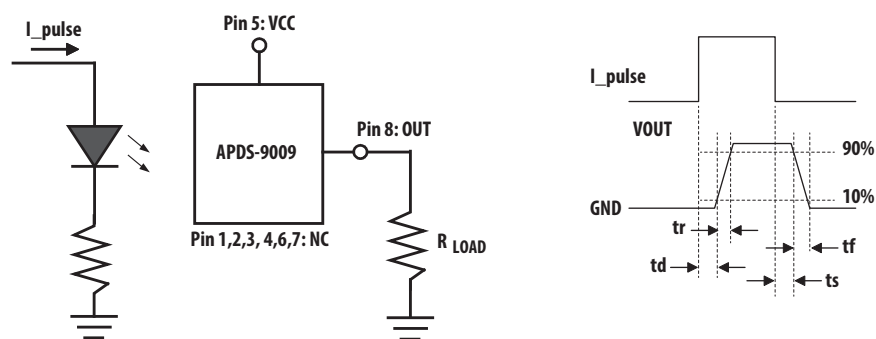 I_pulse
Pin 5: VCC
APDS-9009
Pin 8: OUT
Pin 1,2,3, 4,6,7: NC
R LOAD
I_pulse
VOUT
90%
10%
GND
tr
tf
td
ts